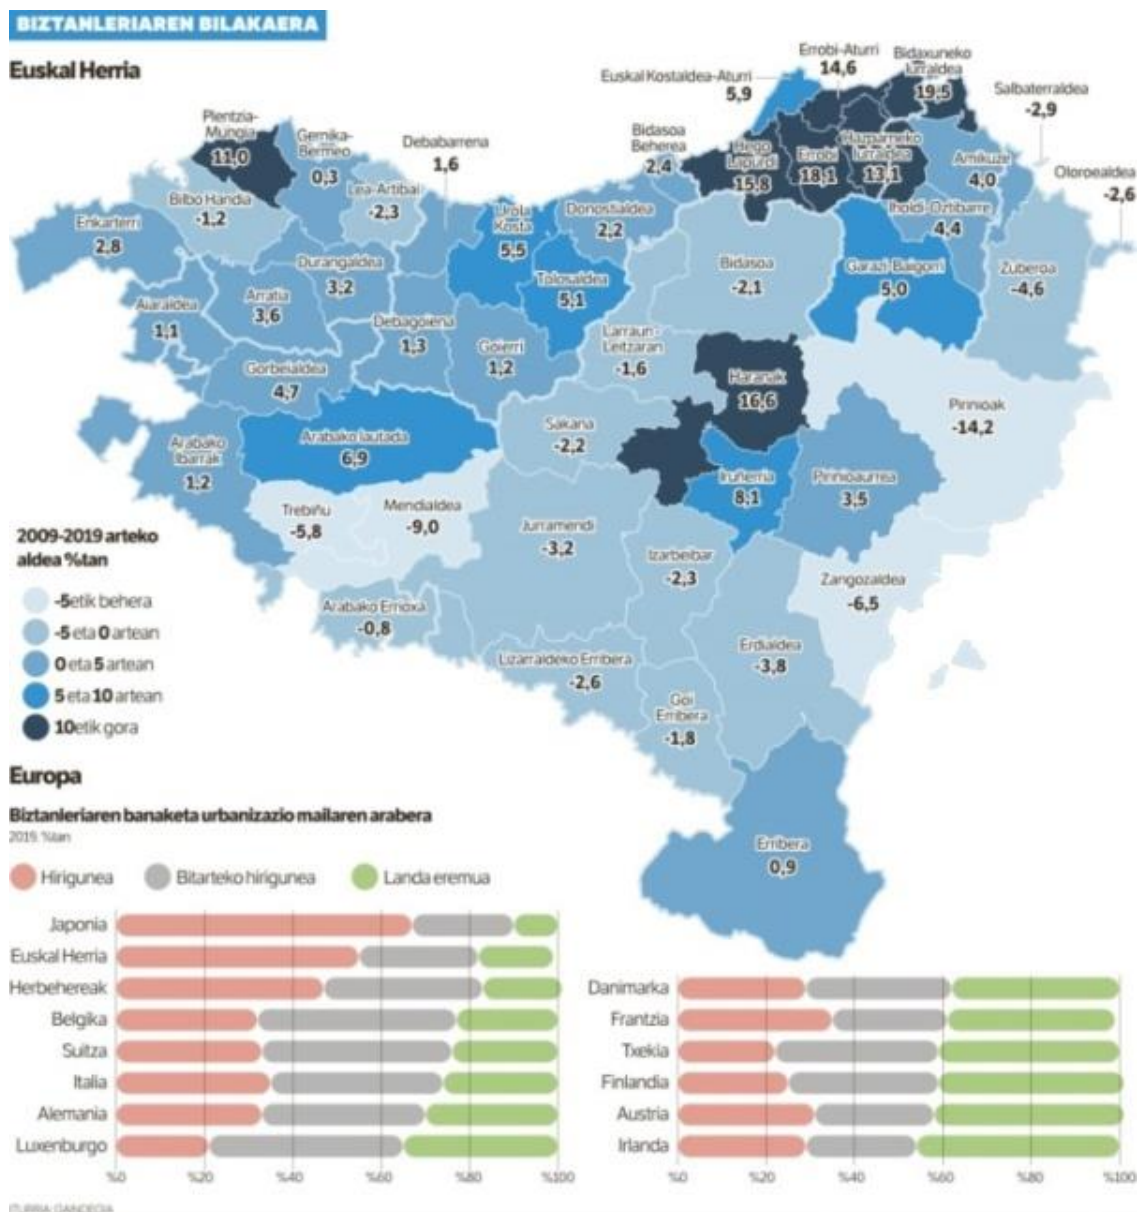 BIZTANLERIAREN BILAKAERA
Euskal Herria
Errobi-Aturri
14,6
Bidaxuneko
lurraldea
19,5
Euskal Kostaldea-Aturri
5,9
Salbaterraldea
-2,9
Plentzia-
Mungia
11,0
Gernika-
Bermeo
0,3
Debabarrena
1,6
Bidasoa
Beherea
2,4
Hego
Lapurdi
15,8
Errobi
18,1
Hazparneko
lurraldea
13,1
Amikuze
4,0
Oloroealdea
-2,6
Bilbo Handia
-1,2
Lea-Artibai
-2,3
Urola
Kosta
5,5
Donostialdea
2,2
Iholdi-Oztibarre
4,4
Enkarterri
2,8
Durangaldea
3,2
Tolosaldea
5,1
Bidasoa
-2,1
Garazi-Baigorri
5,0
Zuberoa
-4,6
Aiaraldea
1,1
Arratia
3,6
Debagoiena
1,3
Goierri
1,2
Larraun-
Leitzaran
-1,6
Gorbeialdea
4,7
Haranak
16,6
Pirinioak
-14,2
Arabako
Ibarrak
1,2
Arabako lautada
6,9
Sakana
-2,2
Iruñerria
8,1
Pirinioaurrea
3,5
Trebiñu
-5,8
Mendialdea
-9,0
Jurramendi
-3,2
Izarbeibar
-2,3
Zangozaldea
-6,5
2009-2019 arteko
aldea %tan
-5etik behera
-5 eta 0 artean
0 eta 5 artean
5 eta 10 artean
10etik gora
Arabako Errioxa
-0,8
Lizarraldeko Erribera
-2,6
Erdialdea
-3,8
Goi
Erribera
-1,8
Erribera
0,9
Europa
Biztanleriaren banaketa urbanizazio mailaren arabera
2019. %tan
Hirigunea
Bitarteko hirigunea
Landa eremua
Japonia
Euskal Herria
Herbehereak
Belgika
Suitza
Italia
Alemania
Luxenburgo
%0 %20 %40 %60 %80 %100
Danimarka
Frantzia
Txekia
Finlandia
Austria
Irlanda
%0 %20 %40 %60 %80 %100
ITURRIA: GAINDEGIA